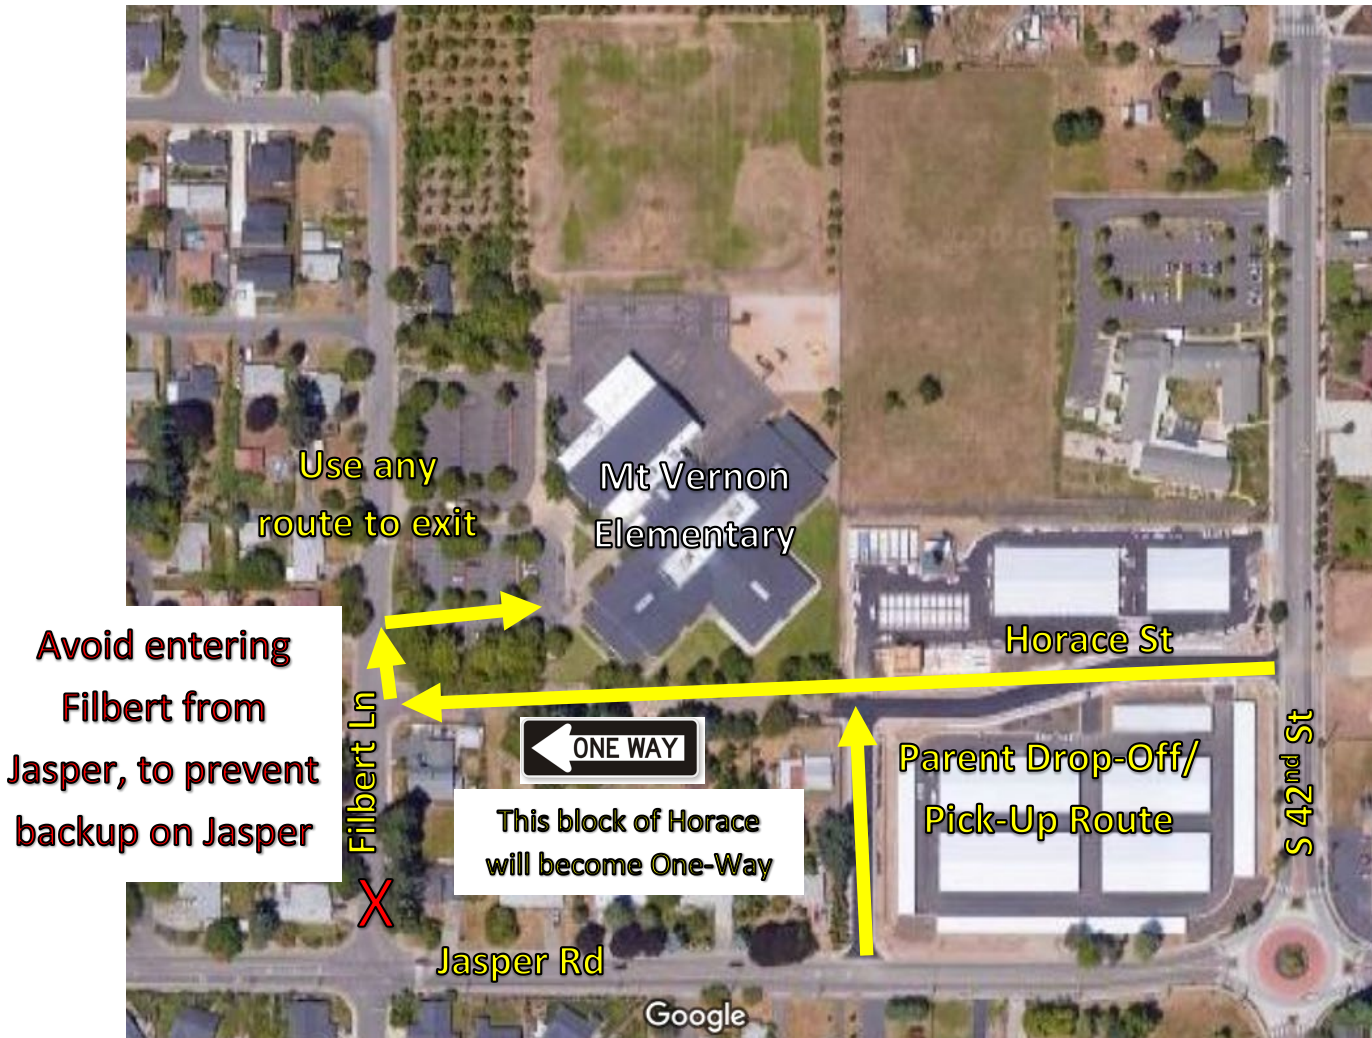 Use any
route to exit
Mt Vernon
Elementary
Avoid entering
Filbert from
Jasper, to prevent
backup on Jasper
Horace St
Filbert Ln
ONE WAY
This block of Horace
will become One-Way
Parent Drop-Off/
Pick-Up Route
S 42nd St
X
Jasper Rd
Google